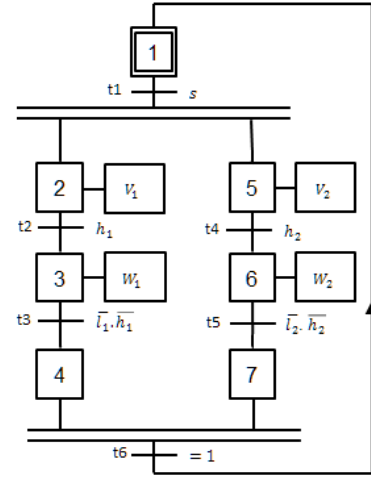 1
t1 s
2 V₁ 5 V₂
t2 h₁ t4 h₂
3 W₁ 6 W₂
t3 l̅₁.h̅₁ t5 l̅₂.h̅₂
4 7
t6 = 1